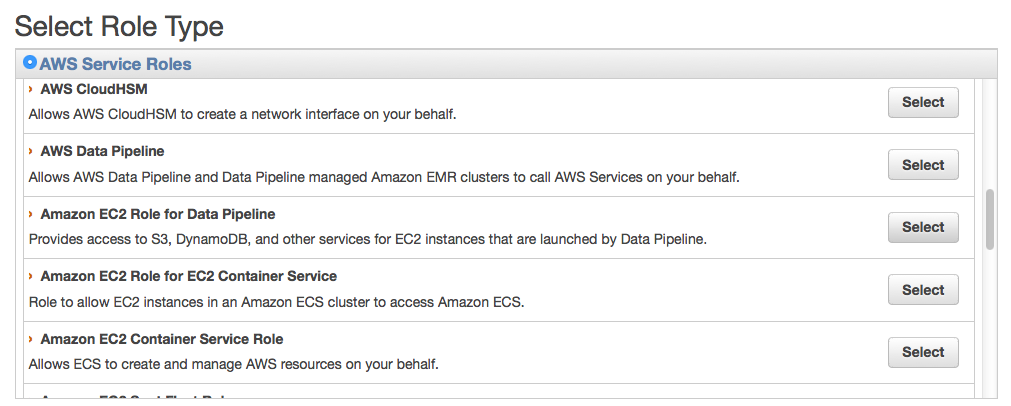 Select Role Type
AWS Service Roles
› AWS CloudHSM
Allows AWS CloudHSM to create a network interface on your behalf.
Select
› AWS Data Pipeline
Allows AWS Data Pipeline and Data Pipeline managed Amazon EMR clusters to call AWS Services on your behalf.
Select
› Amazon EC2 Role for Data Pipeline
Provides access to S3, DynamoDB, and other services for EC2 instances that are launched by Data Pipeline.
Select
› Amazon EC2 Role for EC2 Container Service
Role to allow EC2 instances in an Amazon ECS cluster to access Amazon ECS.
Select
› Amazon EC2 Container Service Role
Allows ECS to create and manage AWS resources on your behalf.
Select